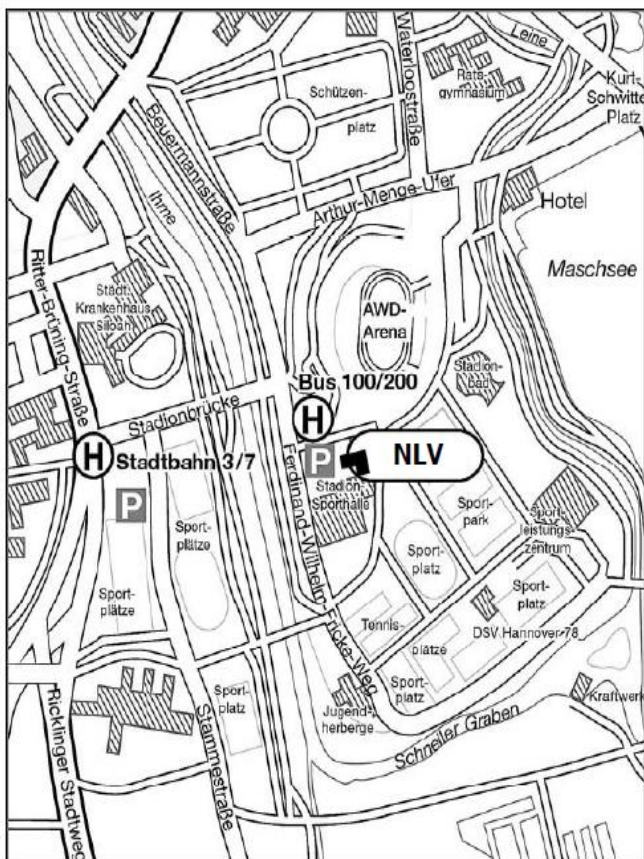 Leine
Waterloostraße
Rats-
gymnasium
Kurt-
Schwitters
Platz
Schützen-
platz
Beuermannstraße
Ihme
Arthur-Menge-Ufer
Hotel
Maschsee
Ritter-Brüning-Straße
Städt.
Krankenhaus
Siloah
AWD-
Arena
Stadion-
bad
Bus 100/200
Stadionbrücke
H
H
Stadtbahn 3/7
P
NLV
P
Stadion-
Sporthalle
Ferdinand-Wilhelm-Fricke-Weg
Sport-
park
Sport-
leistungs-
zentrum
Sport-
plätze
Sport-
platz
Sport-
plätze
Sport-
platz
Tennis-
plätze
DSV Hannover 78
Sport-
platz
Sport-
platz
Jugend-
herberge
Kraftwerk
Schneller Graben
Ricklinger Stadtweg
Stammestraße